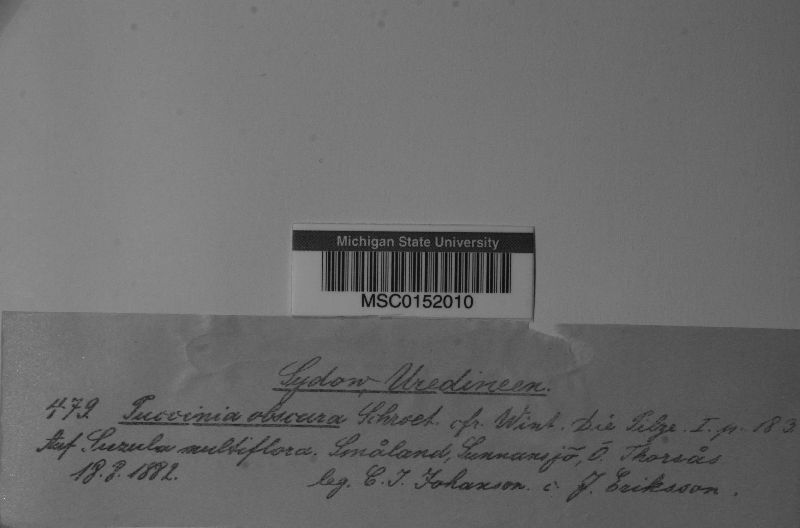 Michigan State University
MSC0152010
Sydow, Uredineen.
479 Puccinia obscura Schroet. cfr. Wint. Die Pilze. I. p. 183.
Auf Luzula multiflora. Småland, Sunnansjö, Ö. Thorsås
18. 8. 1882. leg. C. J. Johanson. c. J. Eriksson.